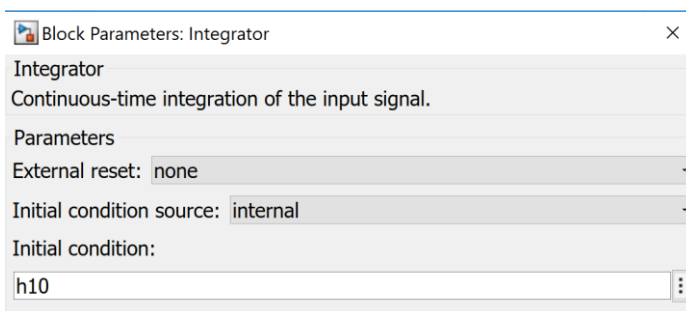 Block Parameters: Integrator
Integrator
Continuous-time integration of the input signal.
Parameters
External reset: none
Initial condition source: internal
Initial condition:
h10